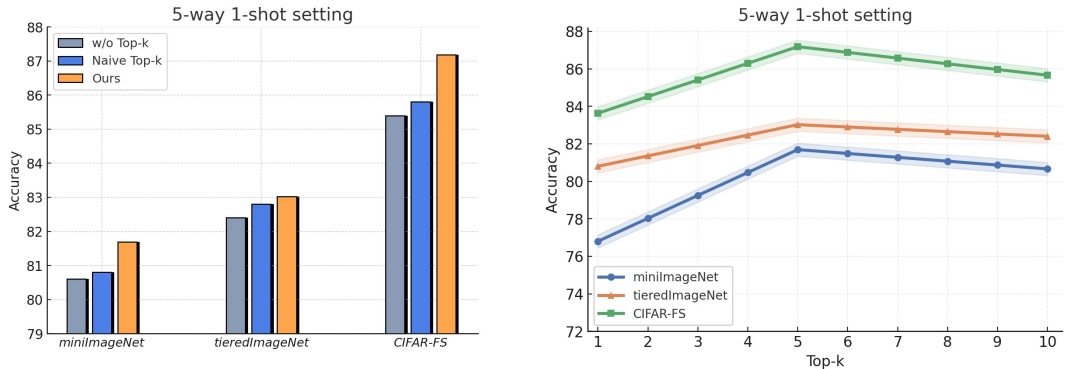 5-way 1-shot setting
88
87
86
85
84
83
82
81
80
79
Accuracy
w/o Top-k
Naive Top-k
Ours
miniImageNet
tieredImageNet
CIFAR-FS
5-way 1-shot setting
88
86
84
82
80
78
76
74
72
Accuracy
miniImageNet
tieredImageNet
CIFAR-FS
1 2 3 4 5 6 7 8 9 10
Top-k